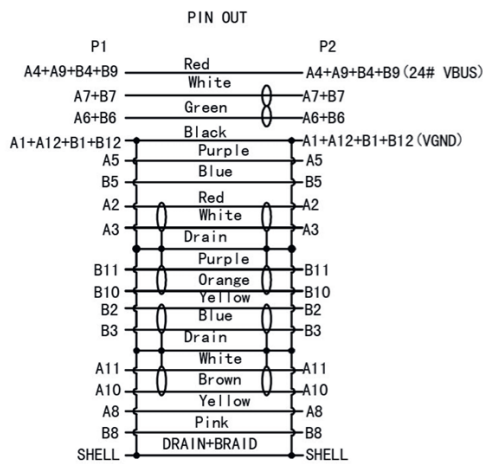 PIN OUT
P1 P2
A4+A9+B4+B9 Red A4+A9+B4+B9(24# VBUS)
A7+B7 White A7+B7
A6+B6 Green A6+B6
A1+A12+B1+B12 Black A1+A12+B1+B12(VGND)
A5 Purple A5
B5 Blue B5
A2 Red A2
A3 White A3
Drain
B11 Purple B11
B10 Orange B10
B2 Yellow B2
B3 Blue B3
Drain
A11 White A11
A10 Brown A10
A8 Yellow A8
B8 Pink B8
SHELL DRAIN+BRAID SHELL